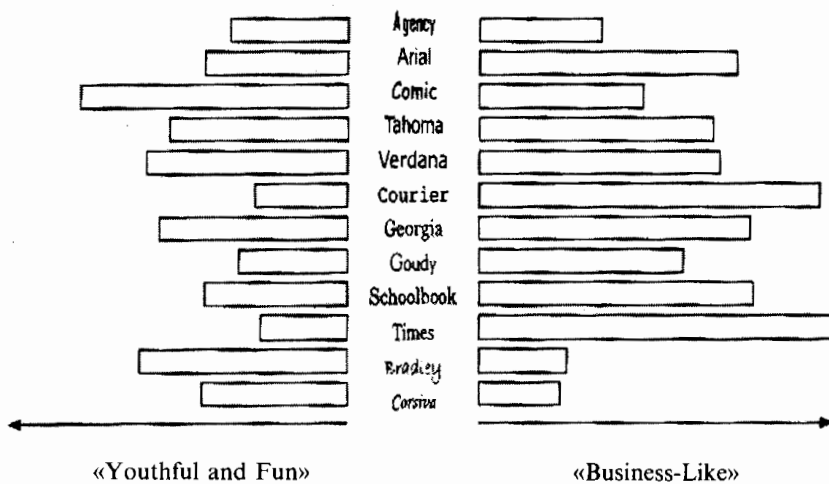 Agency
Arial
Comic
Tahoma
Verdana
Courier
Georgia
Goudy
Schoolbook
Times
Bradley
Corsiva
«Youthful and Fun» «Business-Like»